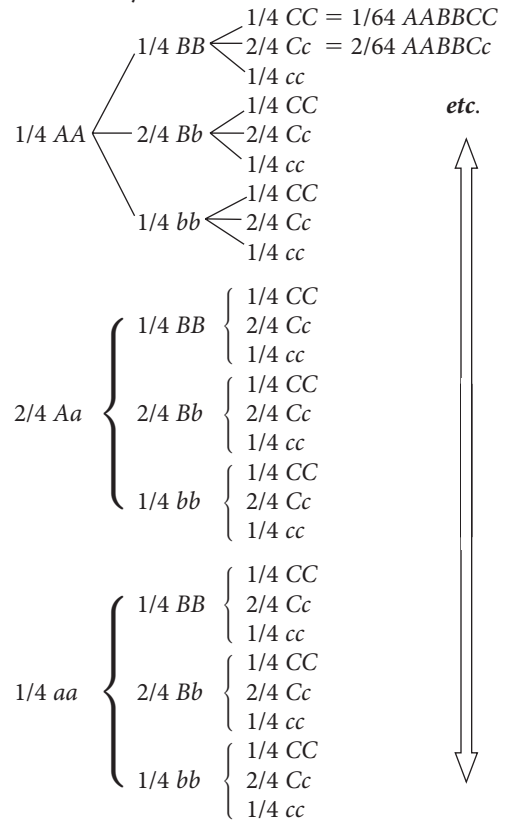 1/4 CC = 1/64 AABBCC
1/4 BB 2/4 Cc = 2/64 AABBCc
1/4 cc
1/4 CC etc.
1/4 AA 2/4 Bb 2/4 Cc
1/4 cc
1/4 CC
1/4 bb 2/4 Cc
1/4 cc
1/4 CC
1/4 BB 2/4 Cc
1/4 cc
1/4 CC
2/4 Aa 2/4 Bb 2/4 Cc
1/4 cc
1/4 CC
1/4 bb 2/4 Cc
1/4 cc
1/4 CC
1/4 BB 2/4 Cc
1/4 cc
1/4 CC
1/4 aa 2/4 Bb 2/4 Cc
1/4 cc
1/4 CC
1/4 bb 2/4 Cc
1/4 cc